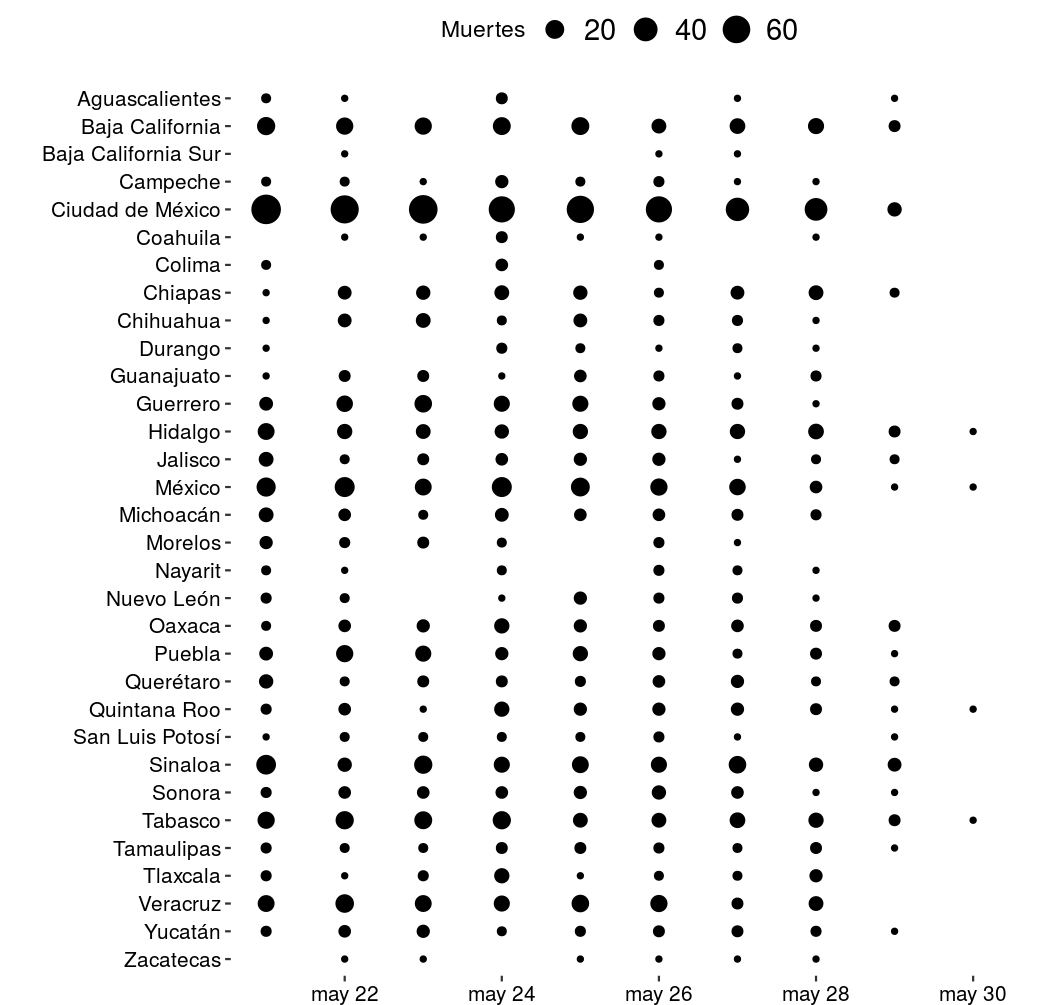 Muertes 20 40 60
Aguascalientes
Baja California
Baja California Sur
Campeche
Ciudad de México
Coahuila
Colima
Chiapas
Chihuahua
Durango
Guanajuato
Guerrero
Hidalgo
Jalisco
México
Michoacán
Morelos
Nayarit
Nuevo León
Oaxaca
Puebla
Querétaro
Quintana Roo
San Luis Potosí
Sinaloa
Sonora
Tabasco
Tamaulipas
Tlaxcala
Veracruz
Yucatán
Zacatecas
may 22 may 24 may 26 may 28 may 30